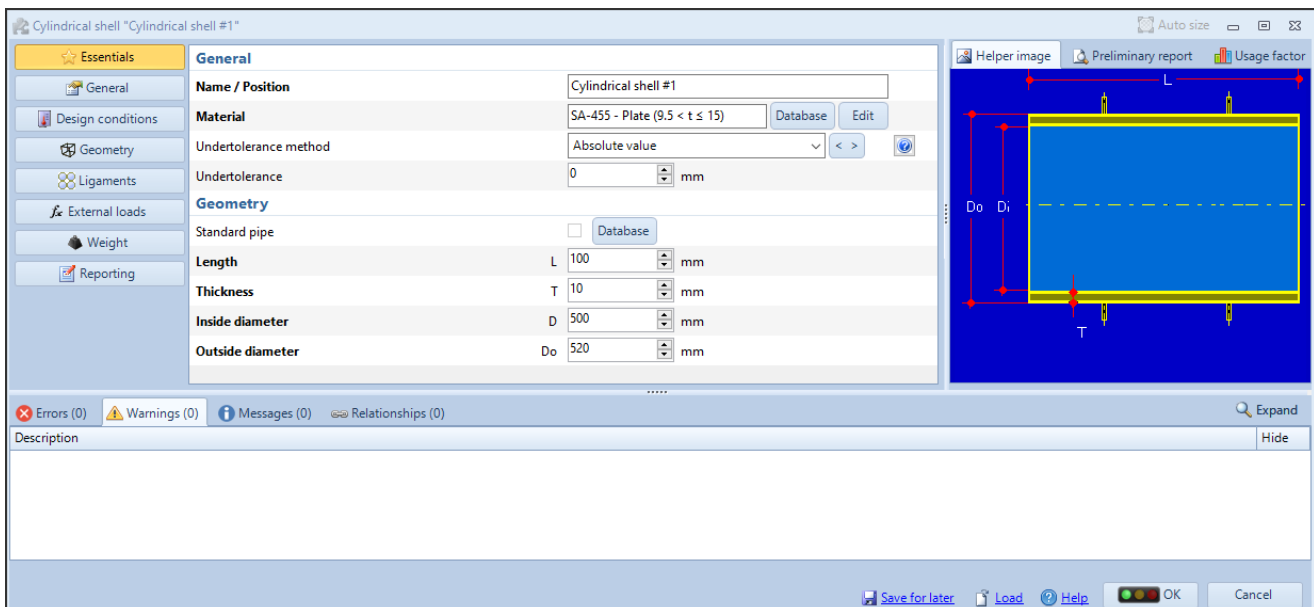 Cylindrical shell "Cylindrical shell #1"
Auto size
Essentials
General
Design conditions
Geometry
Ligaments
External loads
Weight
Reporting
General
Name / Position Cylindrical shell #1
Material SA-455 - Plate (9.5 < t ≤ 15) Database Edit
Undertolerance method Absolute value < >
Undertolerance 0 mm
Geometry
Standard pipe Database
Length L 100 mm
Thickness T 10 mm
Inside diameter D 500 mm
Outside diameter Do 520 mm
Helper image Preliminary report Usage factor
L
Do Di
T
Errors (0) Warnings (0) Messages (0) Relationships (0) Expand
Description Hide
Save for later Load Help OK Cancel